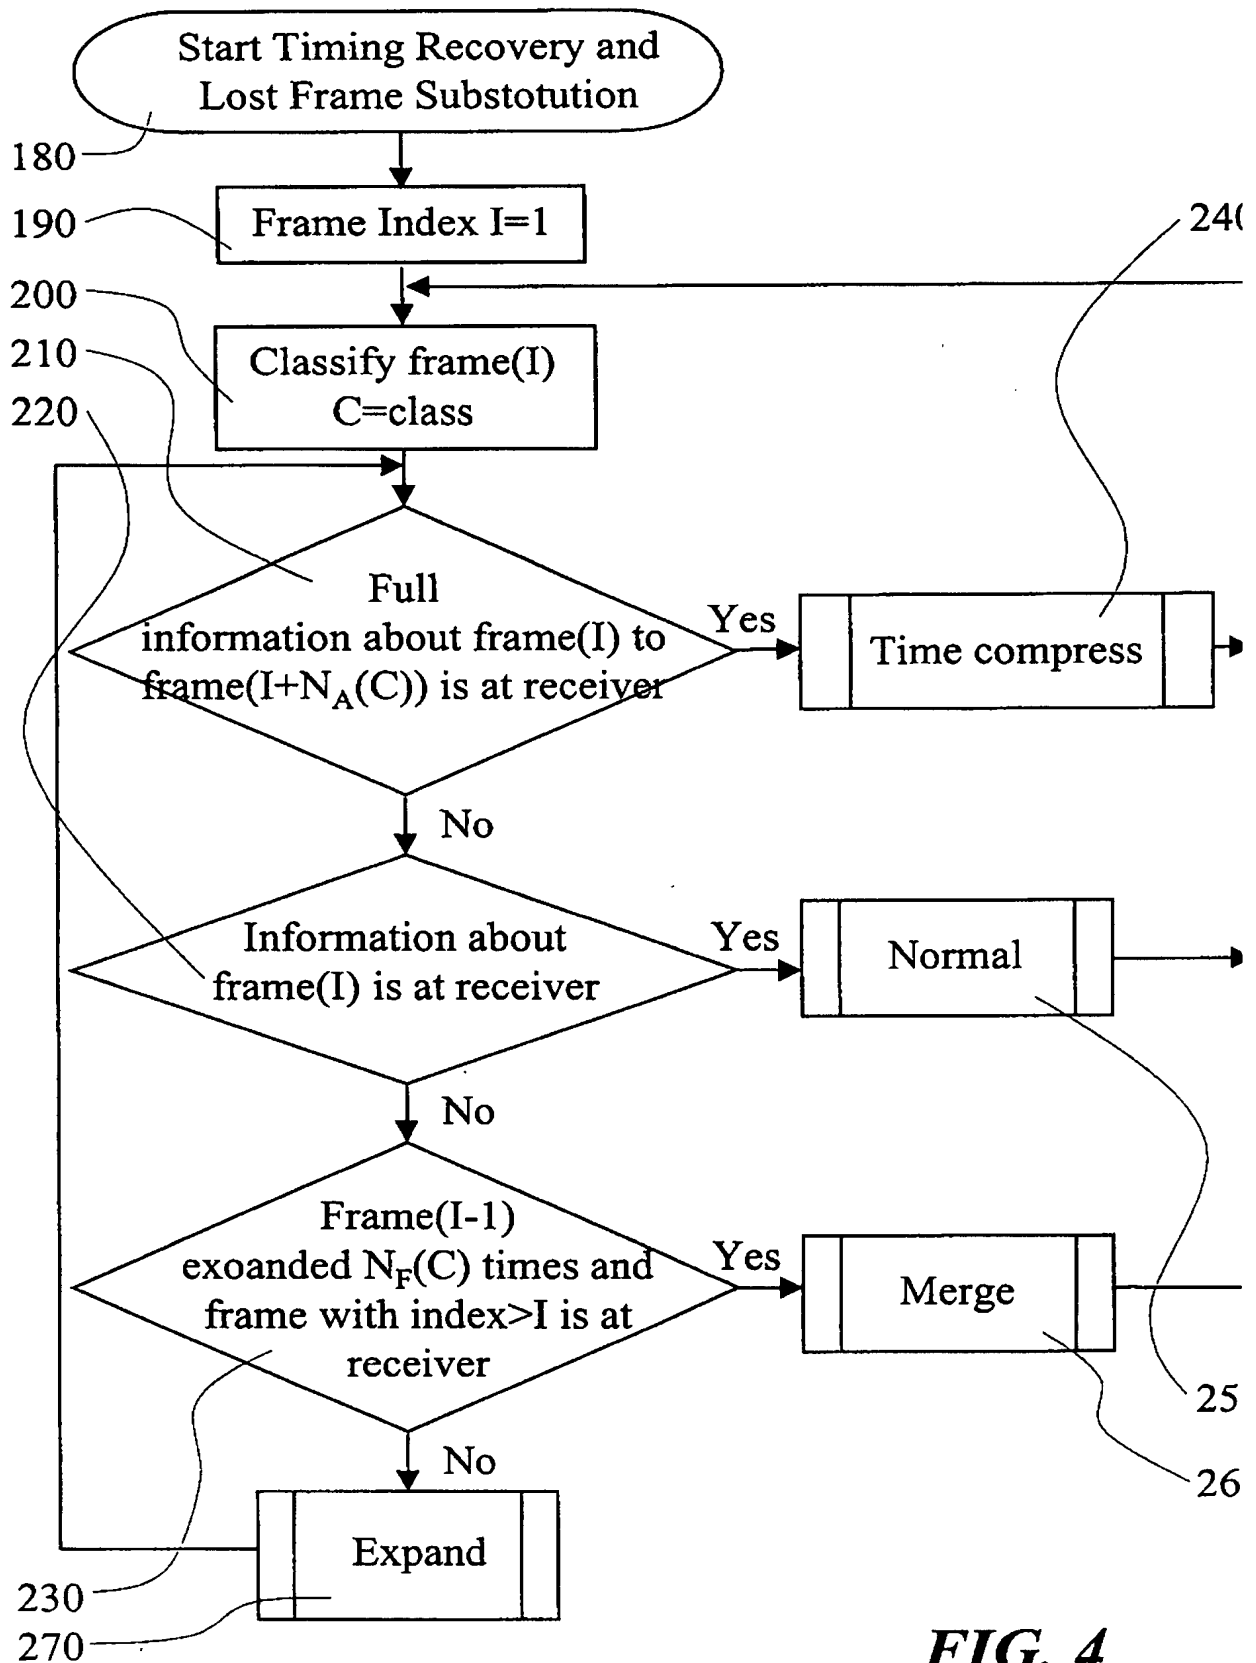 Start Timing Recovery and
Lost Frame Substotution
180
Frame Index I=1
190
240
200
Classify frame(I)
C=class
210
220
Full
information about frame(I) to
frame(I+N_A(C)) is at receiver
Yes
Time compress
No
Information about
frame(I) is at receiver
Yes
Normal
No
Frame(I-1)
exoanded N_F(C) times and
frame with index>I is at
receiver
Yes
Merge
25
26
No
Expand
230
270
FIG. 4